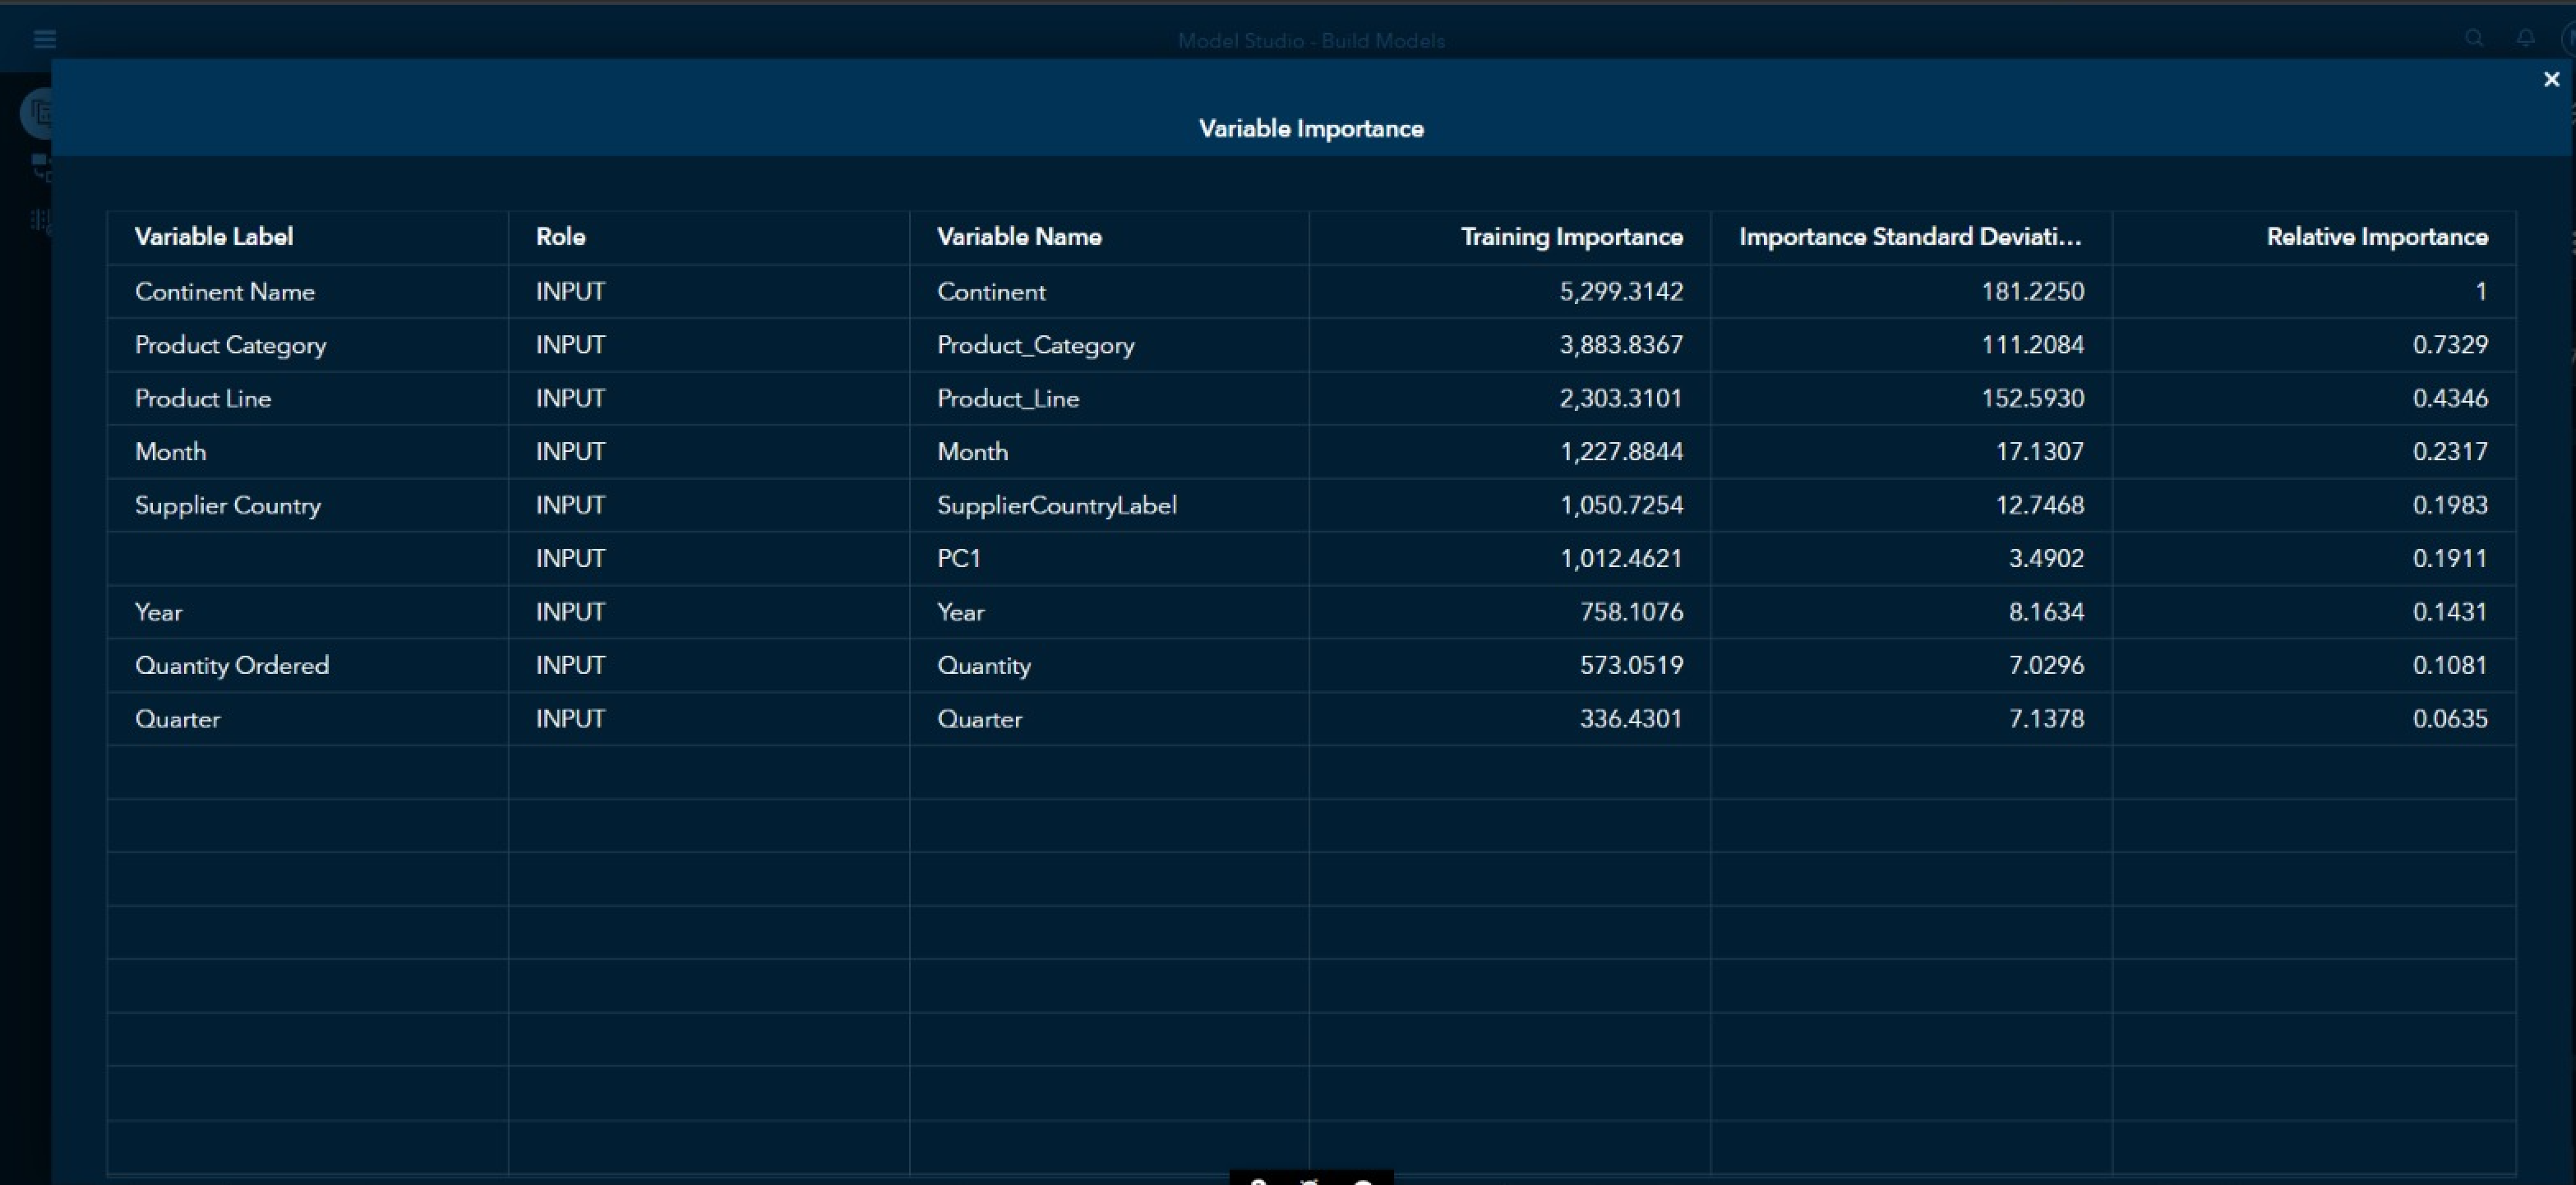 Model Studio - Build Models
Variable Importance
Variable Label Role Variable Name Training Importance Importance Standard Deviati... Relative Importance
Continent Name INPUT Continent 5,299.3142 181.2250 1
Product Category INPUT Product_Category 3,883.8367 111.2084 0.7329
Product Line INPUT Product_Line 2,303.3101 152.5930 0.4346
Month INPUT Month 1,227.8844 17.1307 0.2317
Supplier Country INPUT SupplierCountryLabel 1,050.7254 12.7468 0.1983
INPUT PC1 1,012.4621 3.4902 0.1911
Year INPUT Year 758.1076 8.1634 0.1431
Quantity Ordered INPUT Quantity 573.0519 7.0296 0.1081
Quarter INPUT Quarter 336.4301 7.1378 0.0635